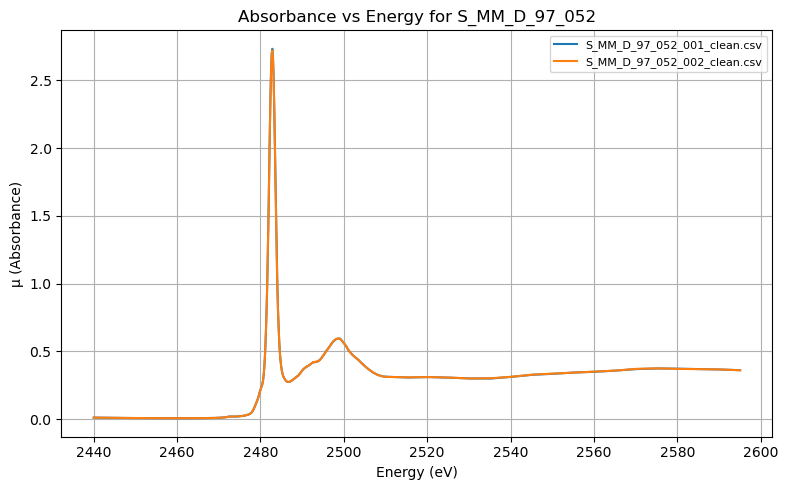 Absorbance vs Energy for S_MM_D_97_052
S_MM_D_97_052_001_clean.csv
S_MM_D_97_052_002_clean.csv
2.5
2.0
1.5
1.0
0.5
0.0
μ (Absorbance)
2440 2460 2480 2500 2520 2540 2560 2580 2600
Energy (eV)